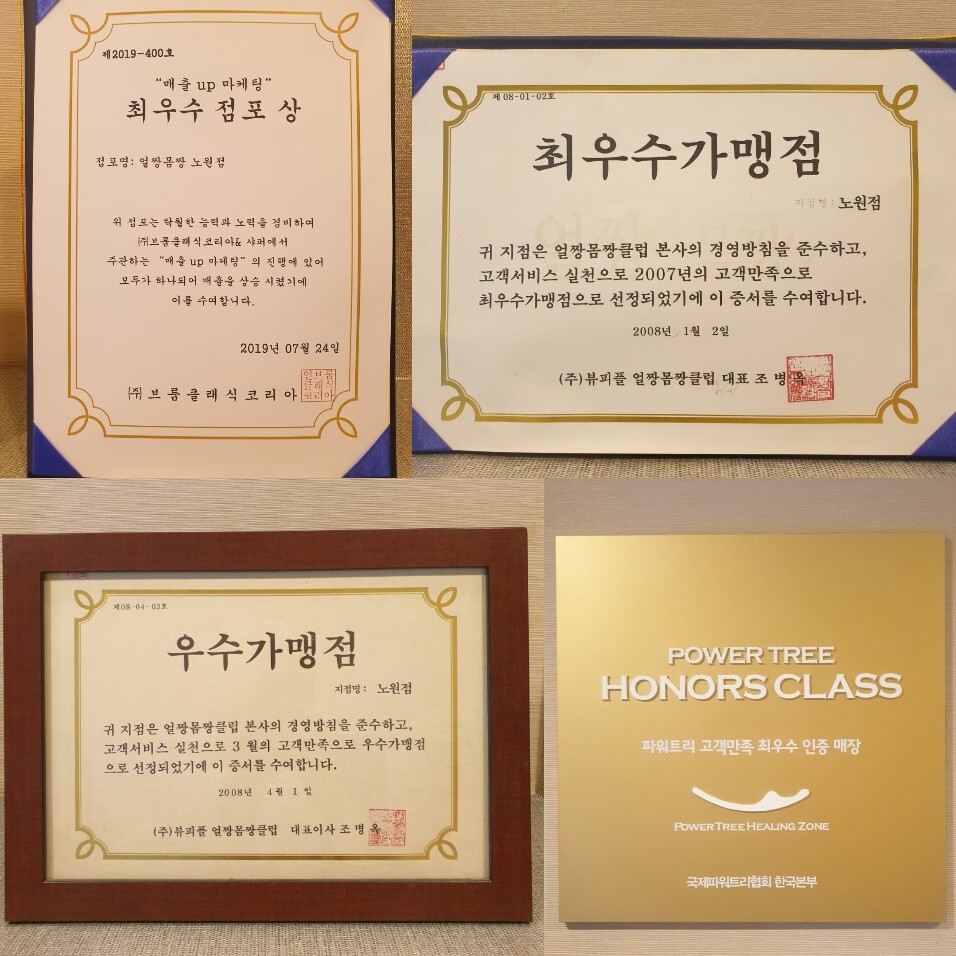 제2019-400호
"매출 up 마케팅"
최우수 점포 상
점포명: 얼짱몸짱 노원점
위 점포는 탁월한 능력과 노력을 겸비하여
㈜브롬클래식코리아& 샤퍼에서
주관하는 "매출 up 마케팅" 의 진행에 있어
모두가 하나되어 매출을 상승 시켰기에
이를 수여합니다.
2019년 07월 24일
㈜ 브롬클래식코리아
제 08-01-02호
최우수가맹점
지점명: 노원점
귀 지점은 얼짱몸짱클럽 본사의 경영방침을 준수하고,
고객서비스 실천으로 2007년의 고객만족으로
최우수가맹점으로 선정되었기에 이 증서를 수여합니다.
2008년 1월 2일
(주)뷰피플 얼짱몸짱클럽 대표 조병옥
제08-04-03호
우수가맹점
지점명: 노원점
귀 지점은 얼짱몸짱클럽 본사의 경영방침을 준수하고,
고객서비스 실천으로 3월의 고객만족으로 우수가맹점
으로 선정되었기에 이 증서를 수여합니다.
2008년 4월 1일
(주)뷰피플 얼짱몸짱클럽 대표이사 조병옥
POWER TREE
HONORS CLASS
파워트리 고객만족 최우수 인증 매장
POWER TREE HEALING ZONE
국제파워트리협회 한국본부